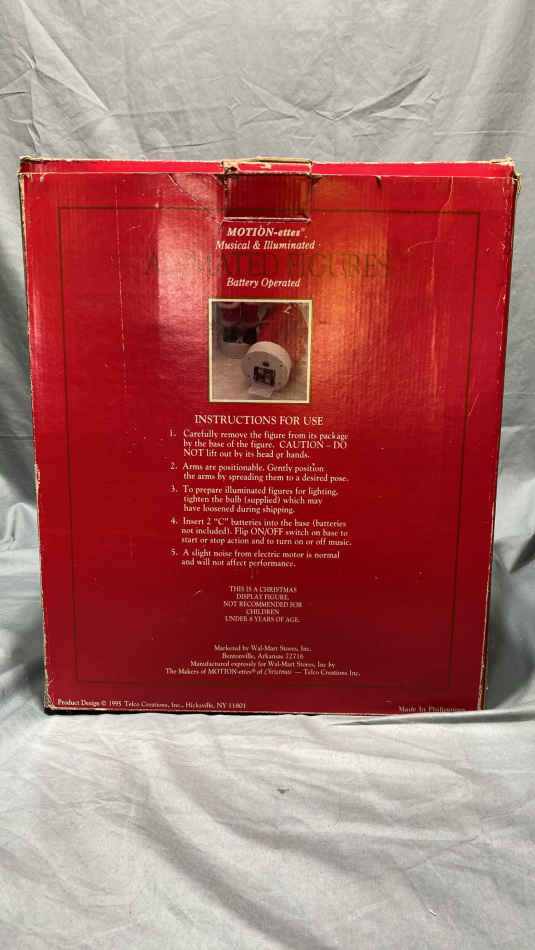 MOTION-ettes®
Musical & Illuminated
ANIMATED FIGURES
Battery Operated
INSTRUCTIONS FOR USE
1. Carefully remove the figure from its package
by the base of the figure. CAUTION – DO
NOT lift out by its head or hands.
2. Arms are positionable. Gently position
the arms by spreading them to a desired pose.
3. To prepare illuminated figures for lighting,
tighten the bulb (supplied) which may
have loosened during shipping.
4. Insert 2 "C" batteries into the base (batteries
not included). Flip ON/OFF switch on base to
start or stop action and to turn on or off music.
5. A slight noise from electric motor is normal
and will not affect performance.
THIS IS A CHRISTMAS
DISPLAY FIGURE,
NOT RECOMMENDED FOR
CHILDREN
UNDER 8 YEARS OF AGE.
Marketed by Wal-Mart Stores, Inc.
Bentonville, Arkansas 72716
Manufactured expressly for Wal-Mart Stores, Inc by
The Makers of MOTION-ettes® of Christmas — Telco Creations Inc.
Product Design © 1995 Telco Creations, Inc., Hicksville, NY 11801
Made In Philippines